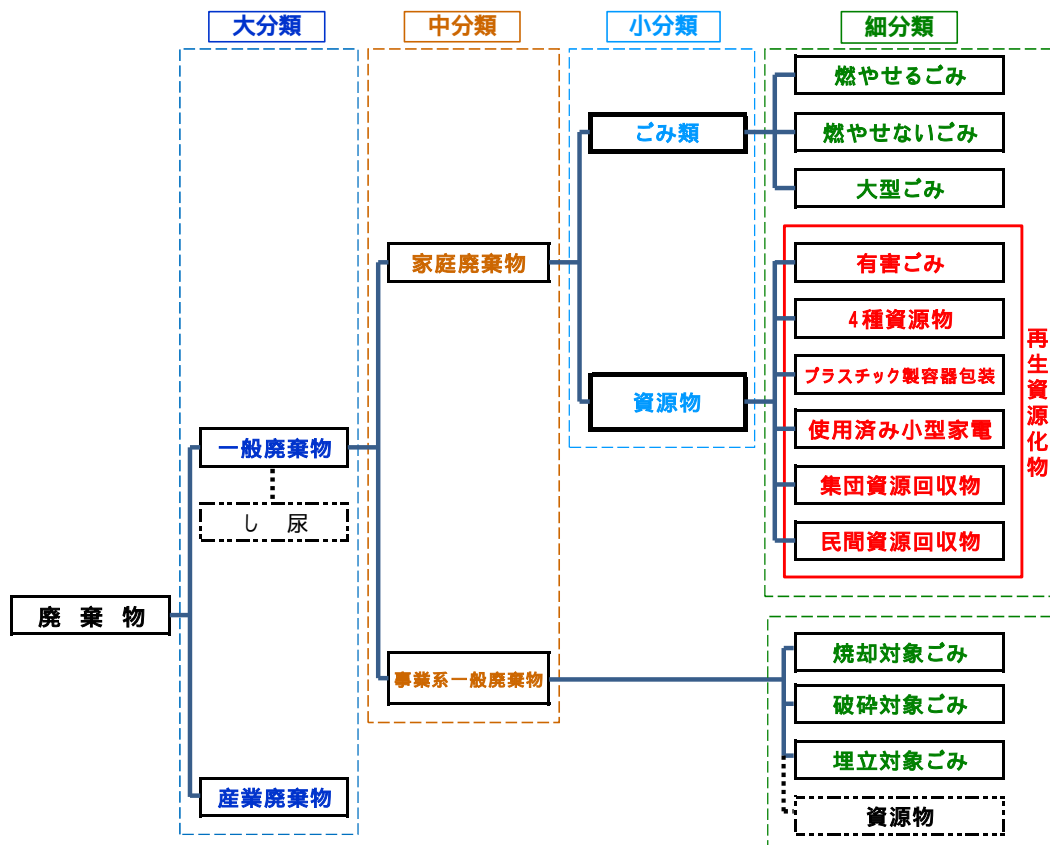 大分類
中分類
小分類
細分類
燃やせるごみ
ごみ類
燃やせないごみ
大型ごみ
家庭廃棄物
有害ごみ
4種資源物
プラスチック製容器包装
資源物
使用済み小型家電
集団資源回収物
民間資源回収物
再生資源化物
一般廃棄物
し 尿
廃 棄 物
事業系一般廃棄物
焼却対象ごみ
破砕対象ごみ
埋立対象ごみ
産業廃棄物
資源物